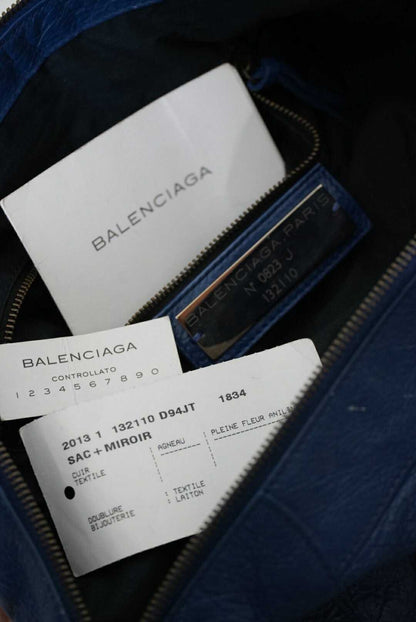 BALENCIAGA
BALENCIAGA.PARIS
N 0823 J
132110
BALENCIAGA
CONTROLLATO
1 2 3 4 5 6 7 8 9 0
2013 1 132110 D94JT 1834
SAC+MIROIR
CUIR AGNEAU PLEINE FLEUR
TEXTILE
DOUBLURE : TEXTILE
BIJOUTERIE : LAITON